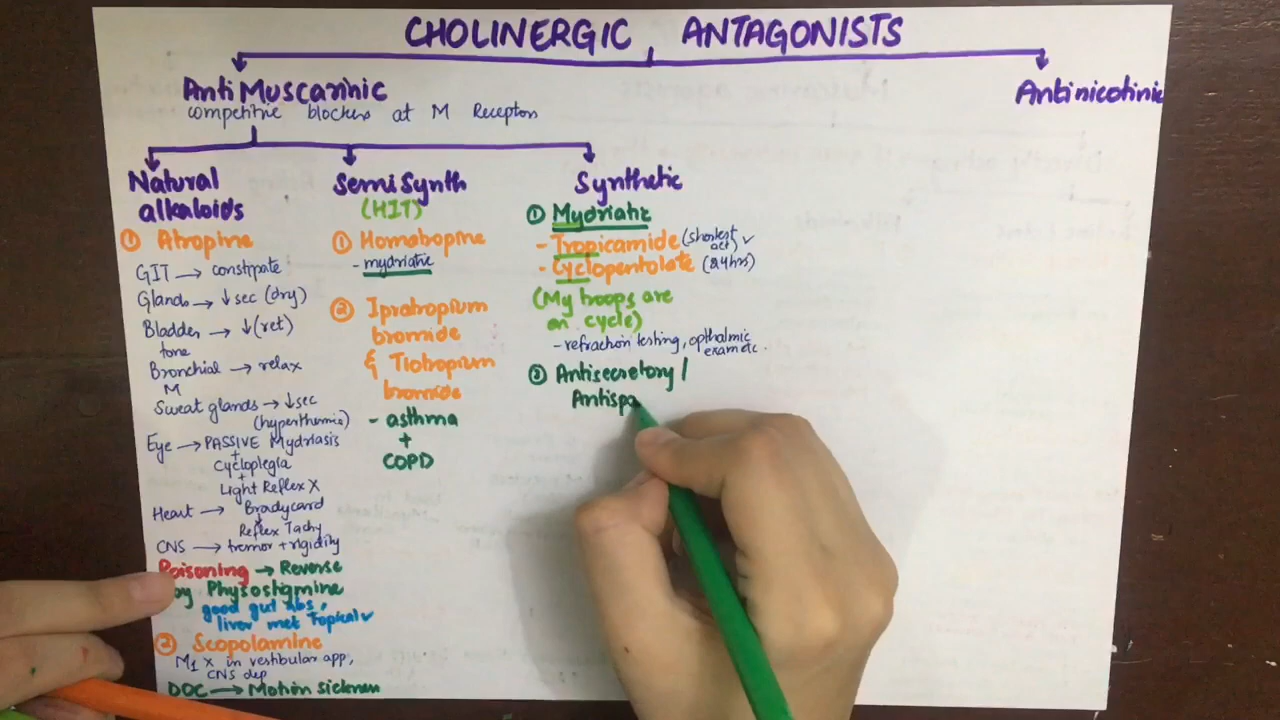 CHOLINERGIC ANTAGONISTS
AntiMuscarinic
competitive blockers at M Receptors
Antinicotinic
Natural
alkaloids
① Atropine
GIT → constipate
Glands → ↓sec (dry)
Bladder → ↓(ret)
tone
Bronchial → relax
M
Sweat glands → ↓sec
(hyperthermia)
Eye → PASSIVE Mydriasis
+
Cycloplegia
+
Light Reflex X
Heart → Bradycard
↓
Reflex Tachy
CNS → tremor + rigidity
Poisoning → Reverse
by Physostigmine
good gut abs,
liver met Topical ✓
② Scopolamine
M1 X in vestibular app,
CNS dep
DOC → Motion sickness
SemiSynth
(HIT)
① Homatropine
- mydriatic
② Ipratropium
bromide
& Tiotropium
bromide
- asthma
+
COPD
Synthetic
① Mydriatic
- Tropicamide (shortest act) ✓
- Cyclopentolate (24hrs)
(My troops are
on cycle)
- refraction testing, opthalmic
exam etc.
② Antisecretory /
Antispa